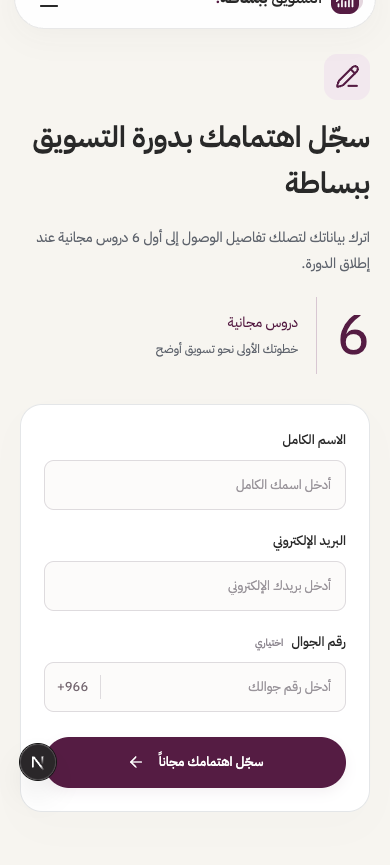 التسويق ببساطة.
سجّل اهتمامك بدورة التسويق
ببساطة
اترك بياناتك لتصلك تفاصيل الوصول إلى أول 6 دروس مجانية عند
إطلاق الدورة.
6
دروس مجانية
خطوتك الأولى نحو تسويق أوضح
الاسم الكامل
أدخل اسمك الكامل
البريد الإلكتروني
أدخل بريدك الإلكتروني
رقم الجوال اختياري
أدخل رقم جوالك
+966
سجّل اهتمامك مجاناً
N